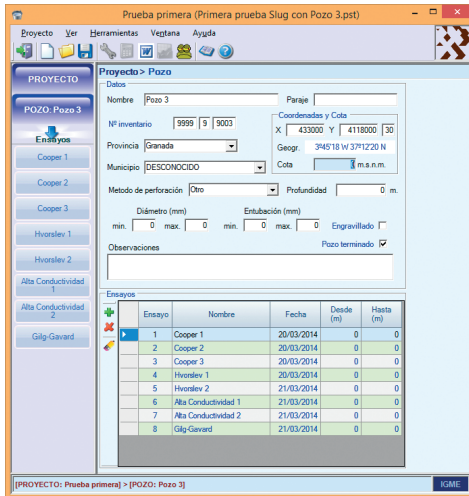 Prueba primera (Primera prueba Slug con Pozo 3.pst)
Proyecto Ver Herramientas Ventana Ayuda
PROYECTO
POZO: Pozo 3
Ensayos
Cooper 1
Cooper 2
Cooper 3
Hvorslev 1
Hvorslev 2
Alta Conductividad 1
Alta Conductividad 2
Gilg-Gavard
Proyecto> Pozo
Datos
Nombre Pozo 3 Paraje
Nº inventario 9999 9 9003
Coordenadas y Cota
X 433000 Y 4118000 30
Geogr. 3º45'18 W 37º12'20 N
Provincia Granada
Cota 0 m.s.n.m.
Municipio DESCONOCIDO
Metodo de perforación Otro Profundidad 0 m.
Diámetro (mm) Entubación (mm)
min. 0 max. 0 min. 0 max. 0 Engravillado
Observaciones Pozo terminado
Ensayos
Ensayo Nombre Fecha Desde (m) Hasta (m)
1 Cooper 1 20/03/2014 0 0
2 Cooper 2 20/03/2014 0 0
3 Cooper 3 20/03/2014 0 0
4 Hvorslev 1 20/03/2014 0 0
5 Hvorslev 2 21/03/2014 0 0
6 Alta Conductividad 1 21/03/2014 0 0
7 Alta Conductividad 2 21/03/2014 0 0
8 Gilg-Gavard 21/03/2014 0 0
[PROYECTO: Prueba primera] > [POZO: Pozo 3] IGME